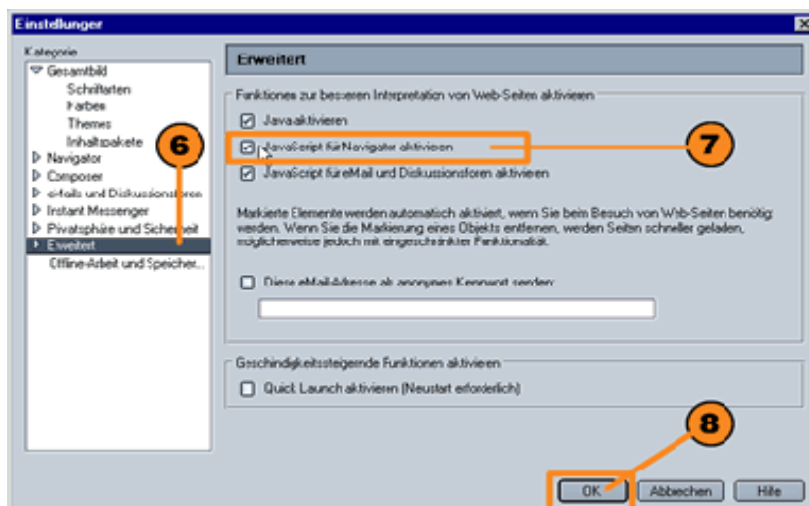 Einstellungen
Kategorie
Gesamtbild
Schriftarten
Farben
Themes
Inhaltspakete
Navigator
Composer
eMails und Diskussionsforen
Instant Messenger
Privatsphäre und Sicherheit
Erweitert
Offline-Arbeit und Speicher...
6
Erweitert
Funktionen zur besseren Interpretation von Web-Seiten aktivieren
Java aktivieren
JavaScript für Navigator aktivieren
7
JavaScript für eMail und Diskussionsforen aktivieren
Markierte Elemente werden automatisch aktiviert, wenn Sie beim Besuch von Web-Seiten benötigt
werden. Wenn Sie die Markierung eines Objekts entfernen, werden Seiten schneller geladen,
möglicherweise jedoch mit eingeschränkter Funktionalität.
Diese eMail-Adresse als anonymes Kennwort senden:
Geschindigkeitssteigernde Funktionen aktivieren
Quick Launch aktivieren (Neustart erforderlich)
8
OK
Abbrechen
Hilfe